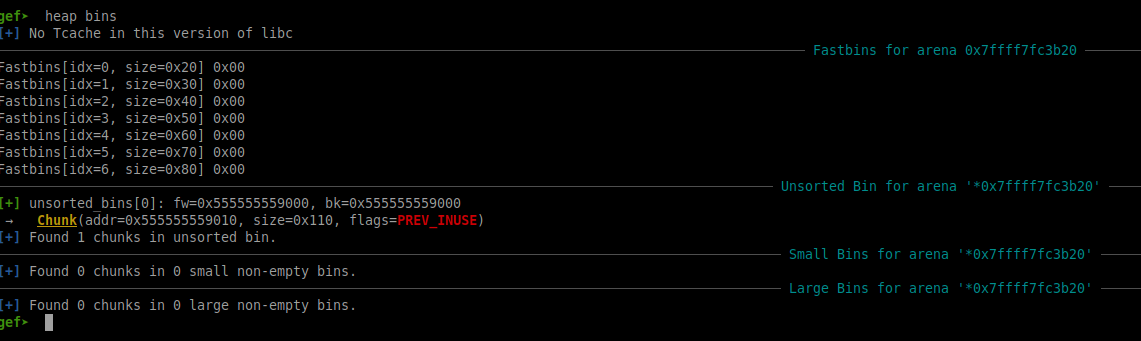 gef➤  heap bins
[+] No Tcache in this version of libc
Fastbins for arena 0x7ffff7fc3b20
Fastbins[idx=0, size=0x20] 0x00
Fastbins[idx=1, size=0x30] 0x00
Fastbins[idx=2, size=0x40] 0x00
Fastbins[idx=3, size=0x50] 0x00
Fastbins[idx=4, size=0x60] 0x00
Fastbins[idx=5, size=0x70] 0x00
Fastbins[idx=6, size=0x80] 0x00
Unsorted Bin for arena '*0x7ffff7fc3b20'
[+] unsorted_bins[0]: fw=0x555555559000, bk=0x555555559000
→   Chunk(addr=0x555555559010, size=0x110, flags=PREV_INUSE)
[+] Found 1 chunks in unsorted bin.
Small Bins for arena '*0x7ffff7fc3b20'
[+] Found 0 chunks in 0 small non-empty bins.
Large Bins for arena '*0x7ffff7fc3b20'
[+] Found 0 chunks in 0 large non-empty bins.
gef➤